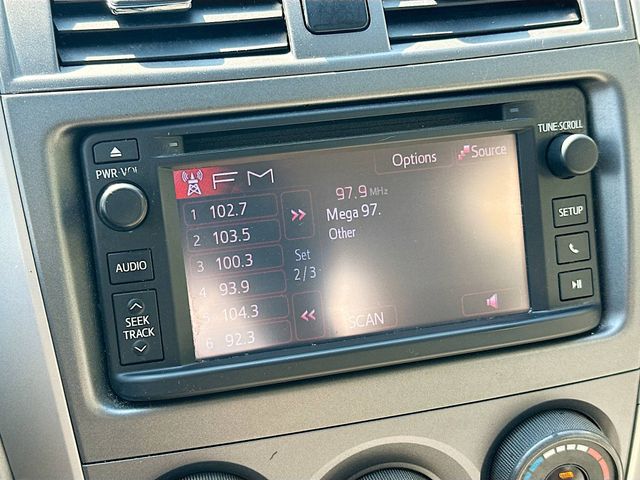 TUNE·SCROLL
PWR·VOL
FM
Options
Source
97.9 MHz
Mega 97.
Other
1 102.7
2 103.5
3 100.3
4 93.9
5 104.3
6 92.3
Set
2/3
SCAN
SETUP
AUDIO
SEEK
TRACK